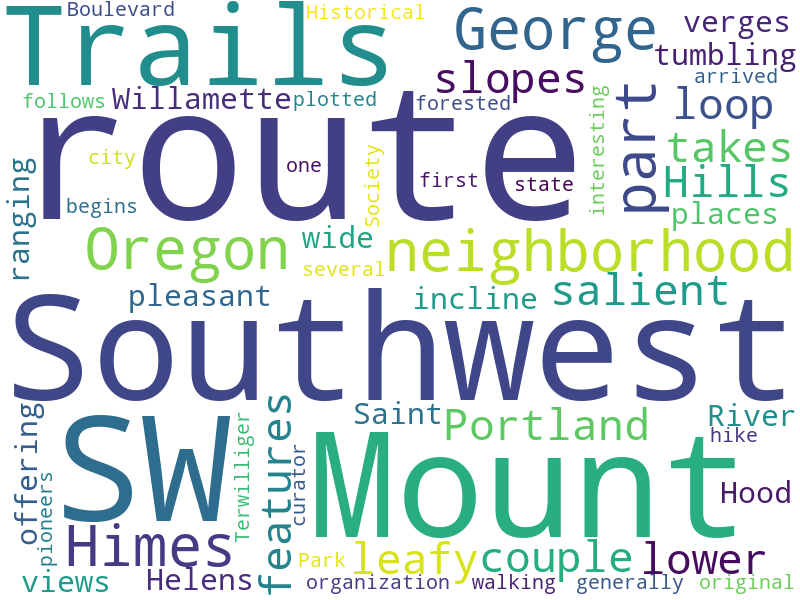 Boulevard
Historical
Trails
George
verges
tumbling
slopes
arrived
follows
Willamette
plotted
forested
loop
route
part
interesting
takes
city
one
Society
first
state
Hills
ranging
begins
places
Oregon
wide
neighborhood
several
pleasant
incline
salient
Southwest
offering
features
Saint
Portland
River
SW
Terwilliger
curator
Mount
hike
pioneers
Hood
Himes
Park
leafy
couple
lower
views
Helens
organization
walking
generally
original